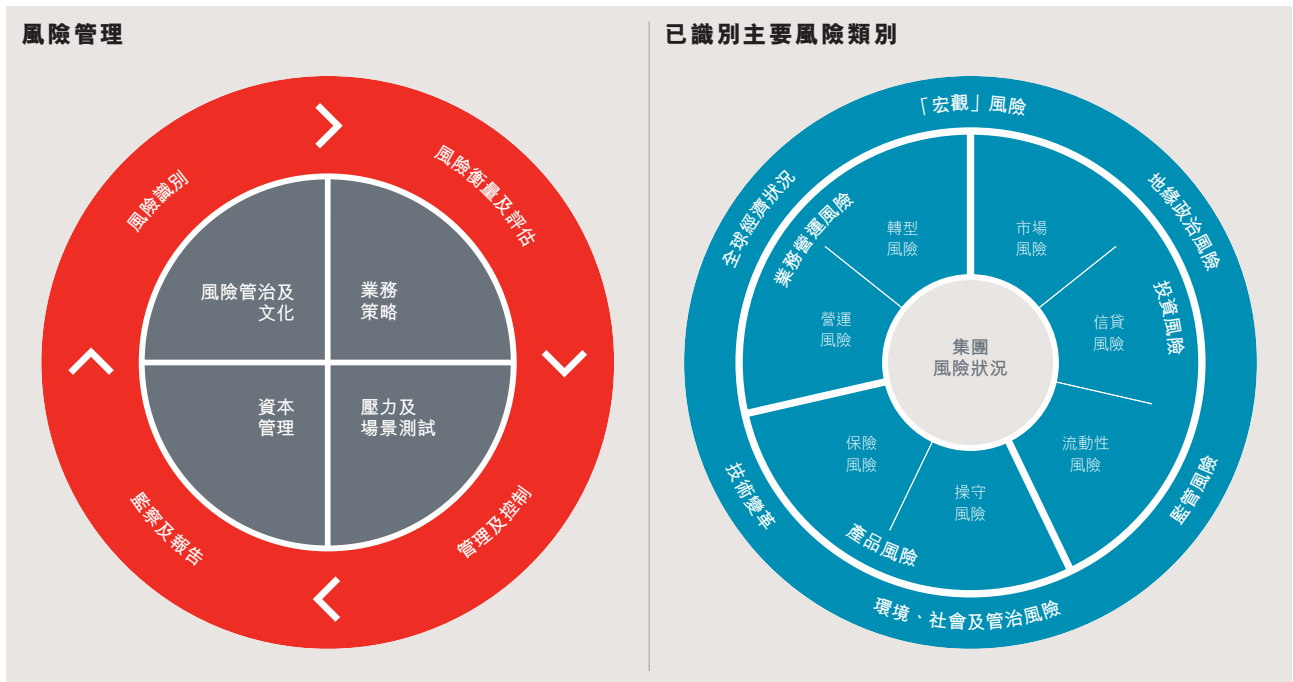 風險管理
風險識別
風險衡量及評估
管理及控制
監察及報告
風險管治及
文化
業務
策略
資本
管理
壓力及
場景測試
已識別主要風險類別
「宏觀」風險
地緣政治風險
監管風險
環境、社會及管治風險
技術變革
全球經濟狀況
業務營運風險
轉型
風險
營運
風險
投資風險
市場
風險
信貸
風險
流動性
風險
產品風險
保險
風險
操守
風險
集團
風險狀況